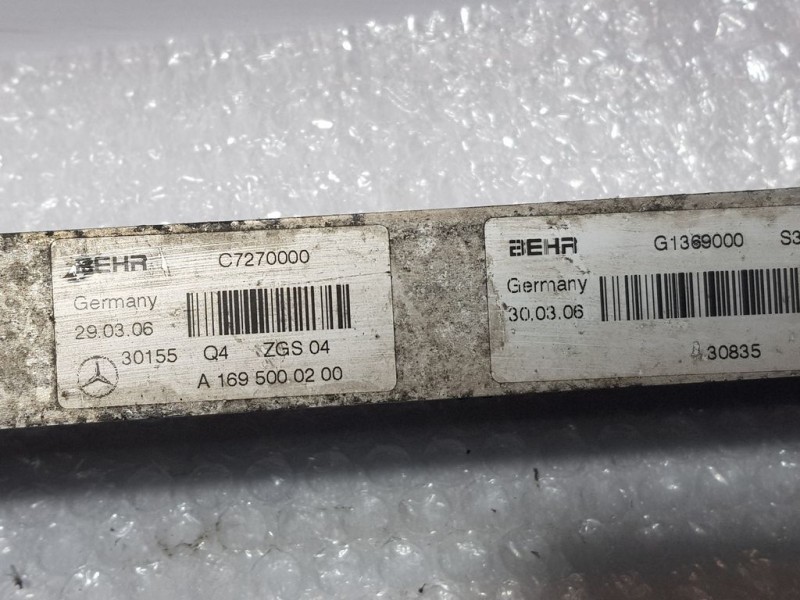 BEHR C7270000
Germany
29.03.06
30155 Q4 ZGS 04
A 169 500 02 00
BEHR G1369000 S3
Germany
30.03.06
30835